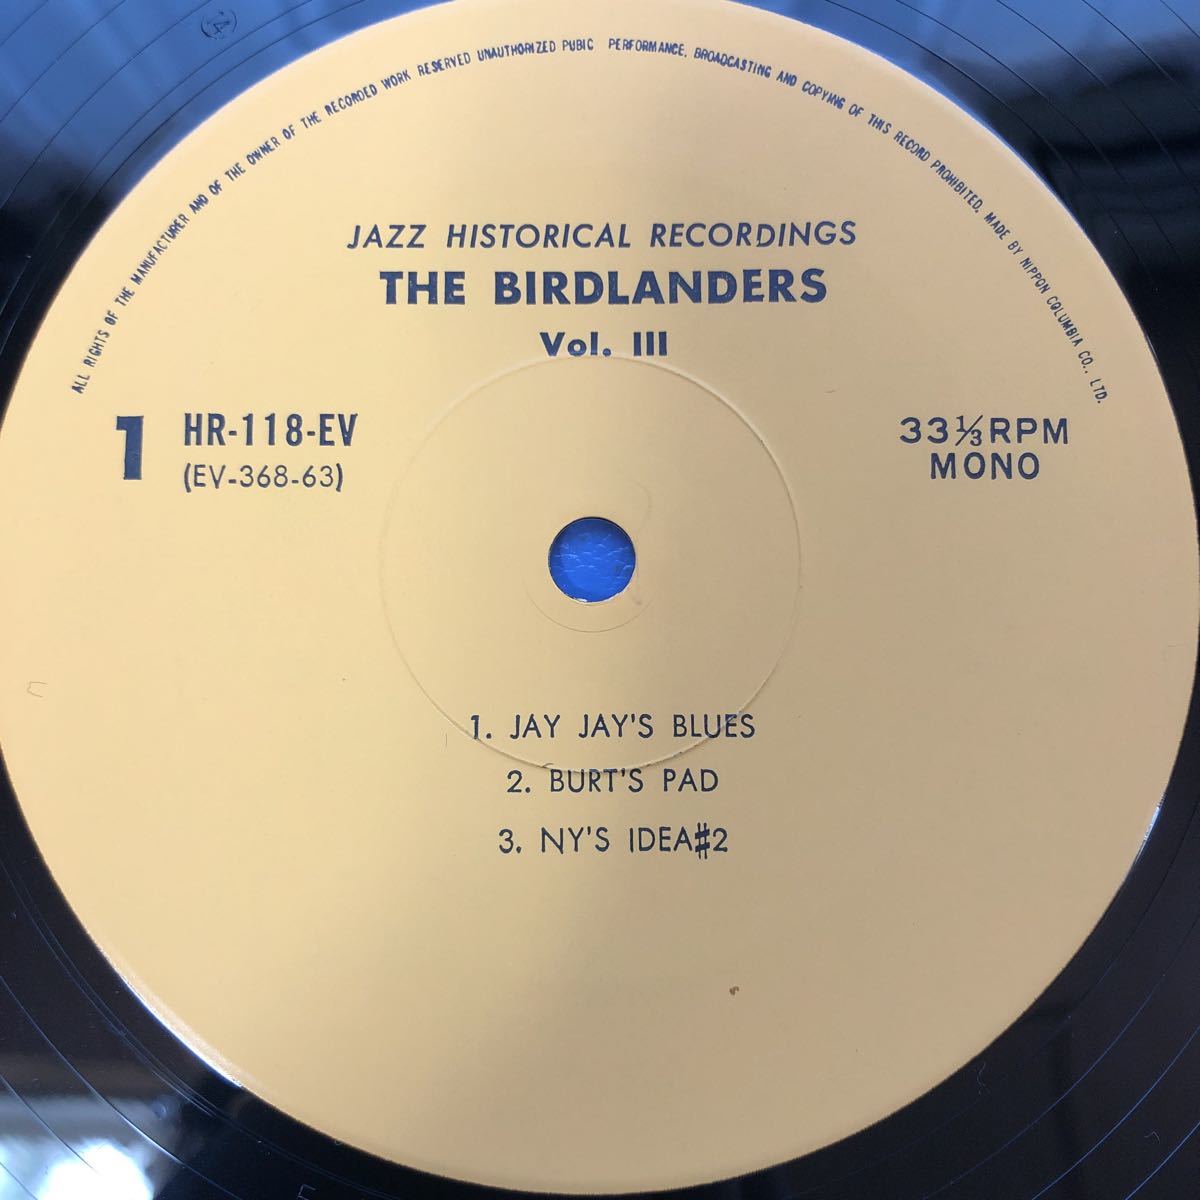 ALL RIGHTS OF THE MANUFACTURER AND OF THE OWNER OF THE RECORDED WORK RESERVED UNAUTHORIZED PUBIC PERFORMANCE, BROADCASTING AND COPYING OF THIS RECORD PROHIBITED. MADE BY NIPPON COLUMBIA CO., LTD.
JAZZ HISTORICAL RECORDINGS
THE BIRDLANDERS
Vol. III
1
HR-118-EV
(EV-368-63)
33⅓RPM
MONO
1. JAY JAY'S BLUES
2. BURT'S PAD
3. NY'S IDEA#2